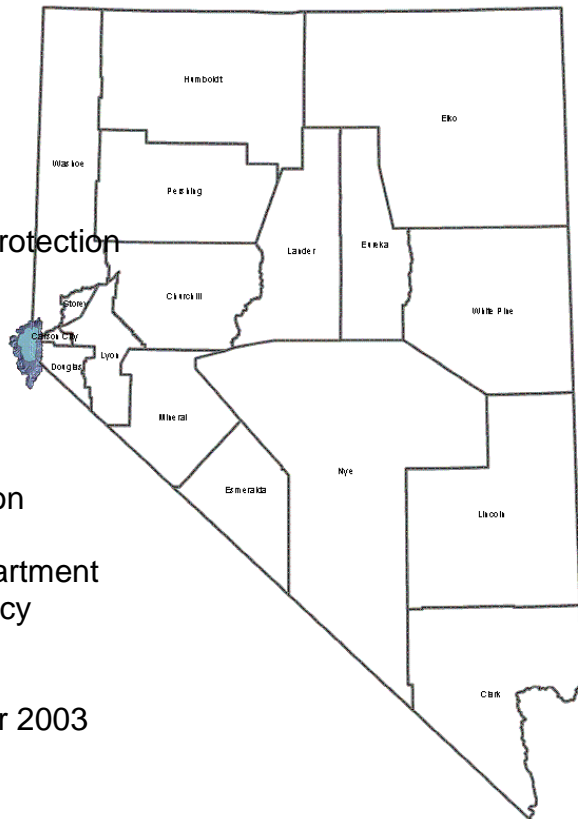 Humboldt
Elko
Washoe
Pershing
rotection
Lander
Eureka
Churchill
Storey
White Pine
Carson City
Lyon
Douglas
Mineral
Nye
Esmeralda
on
Lincoln
artment
cy
Clark
r 2003